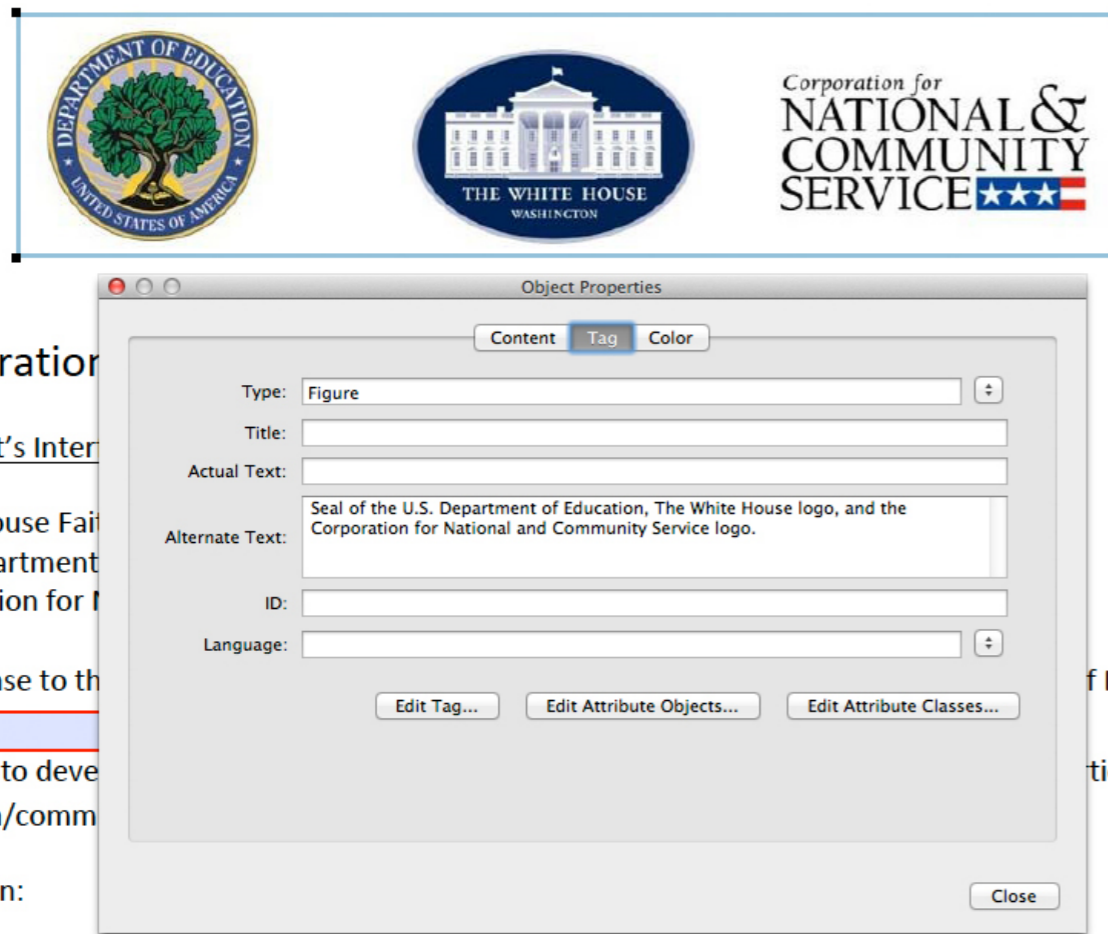 DEPARTMENT OF EDUCATION
UNITED STATES OF AMERICA
THE WHITE HOUSE
WASHINGTON
Corporation for
NATIONAL &
COMMUNITY
SERVICE
Object Properties
Content Tag Color
ration
Type: Figure
Title:
t's Inter
Actual Text:
Alternate Text: Seal of the U.S. Department of Education, The White House logo, and the
Corporation for National and Community Service logo.
ouse Fait
artment
ion for
ID:
Language:
nse to th
f
Edit Tag... Edit Attribute Objects... Edit Attribute Classes...
to deve
ti
/comm
n:
Close